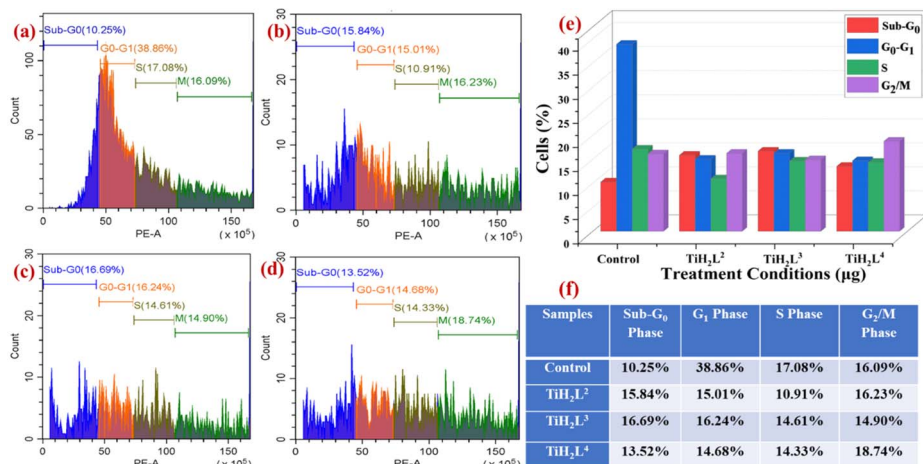 (a)
Sub-G0(10.25%)
G0-G1(38.86%)
S(17.08%)
M(16.09%)
Count
100
50
0
0 50 100 150
PE-A (x 10⁵)
(b)
Sub-G0(15.84%)
G0-G1(15.01%)
S(10.91%)
M(16.23%)
Count
30
20
10
0
0 50 100 150
PE-A (x 10⁵)
(c)
Sub-G0(16.69%)
G0-G1(16.24%)
S(14.61%)
M(14.90%)
Count
30
20
10
0
0 50 100 150
PE-A (x 10⁵)
(d)
Sub-G0(13.52%)
G0-G1(14.68%)
S(14.33%)
M(18.74%)
Count
30
20
10
0
0 50 100 150
PE-A (x 10⁵)
(e)
Sub-G₀
G₀-G₁
S
G₂/M
Cells (%)
40
35
30
25
20
15
10
5
0
Control TiH₂L² TiH₂L³ TiH₂L⁴
Treatment Conditions (µg)
(f)
Samples Sub-G₀ Phase G₁ Phase S Phase G₂/M Phase
Control 10.25% 38.86% 17.08% 16.09%
TiH₂L² 15.84% 15.01% 10.91% 16.23%
TiH₂L³ 16.69% 16.24% 14.61% 14.90%
TiH₂L⁴ 13.52% 14.68% 14.33% 18.74%